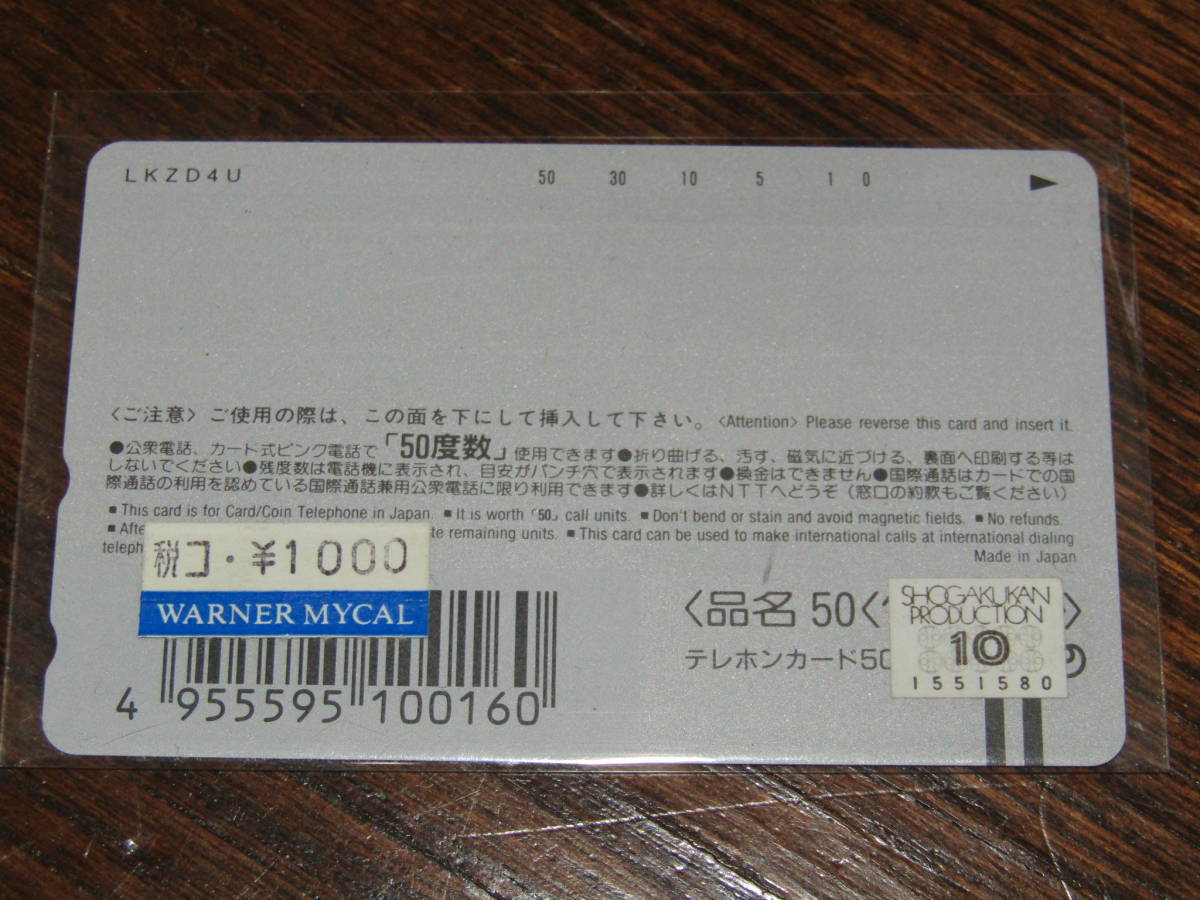 LKZD4U 50 30 10 5 1 0
〈ご注意〉ご使用の際は、この面を下にして挿入して下さい。〈Attention〉Please reverse this card and insert it.
●公衆電話、カード式ピンク電話で「50度数」使用できます●折り曲げる、汚す、磁気に近づける、裏面へ印刷する等は
しないでください●残度数は電話機に表示され、目安がパンチ穴で表示されます●換金はできません●国際通話はカードでの国
際通話の利用を認めている国際通話兼用公衆電話に限り利用できます●詳しくはNTTへどうぞ(窓口の約款もご覧ください)
■This card is for Card/Coin Telephone in Japan. ■It is worth「50」call units. ■Don't bend or stain and avoid magnetic fields. ■No refunds.
■Afte te remaining units. ■This card can be used to make international calls at international dialing
teleph Made in Japan
税コ・¥1000
WARNER MYCAL
〈品名50〈 〉
テレホンカード50
SHOGAKUKAN
PRODUCTION
10
1551580
4 955595 100160